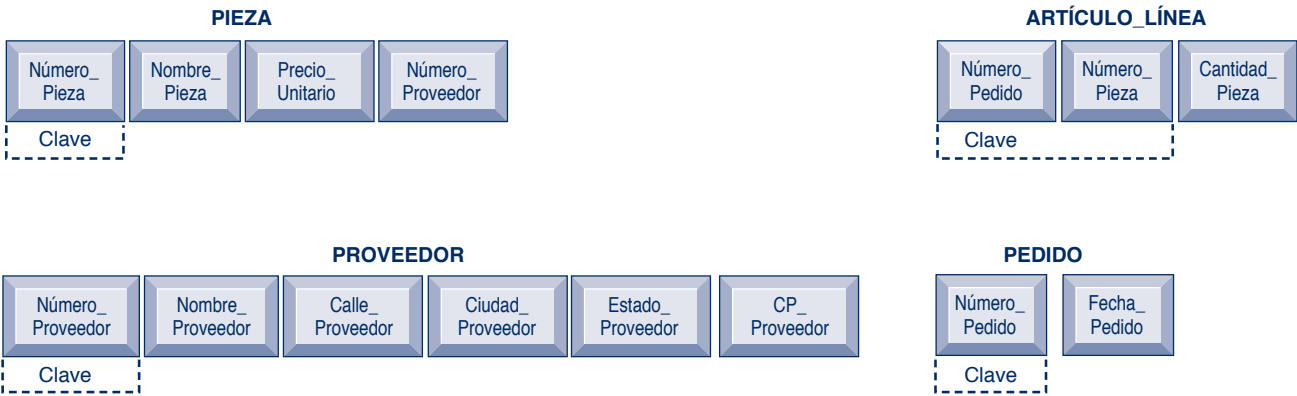 PIEZA
Número_
Pieza
Nombre_
Pieza
Precio_
Unitario
Número_
Proveedor
Clave
ARTÍCULO_LÍNEA
Número_
Pedido
Número_
Pieza
Cantidad_
Pieza
Clave
PROVEEDOR
Número_
Proveedor
Nombre_
Proveedor
Calle_
Proveedor
Ciudad_
Proveedor
Estado_
Proveedor
CP_
Proveedor
Clave
PEDIDO
Número_
Pedido
Fecha_
Pedido
Clave